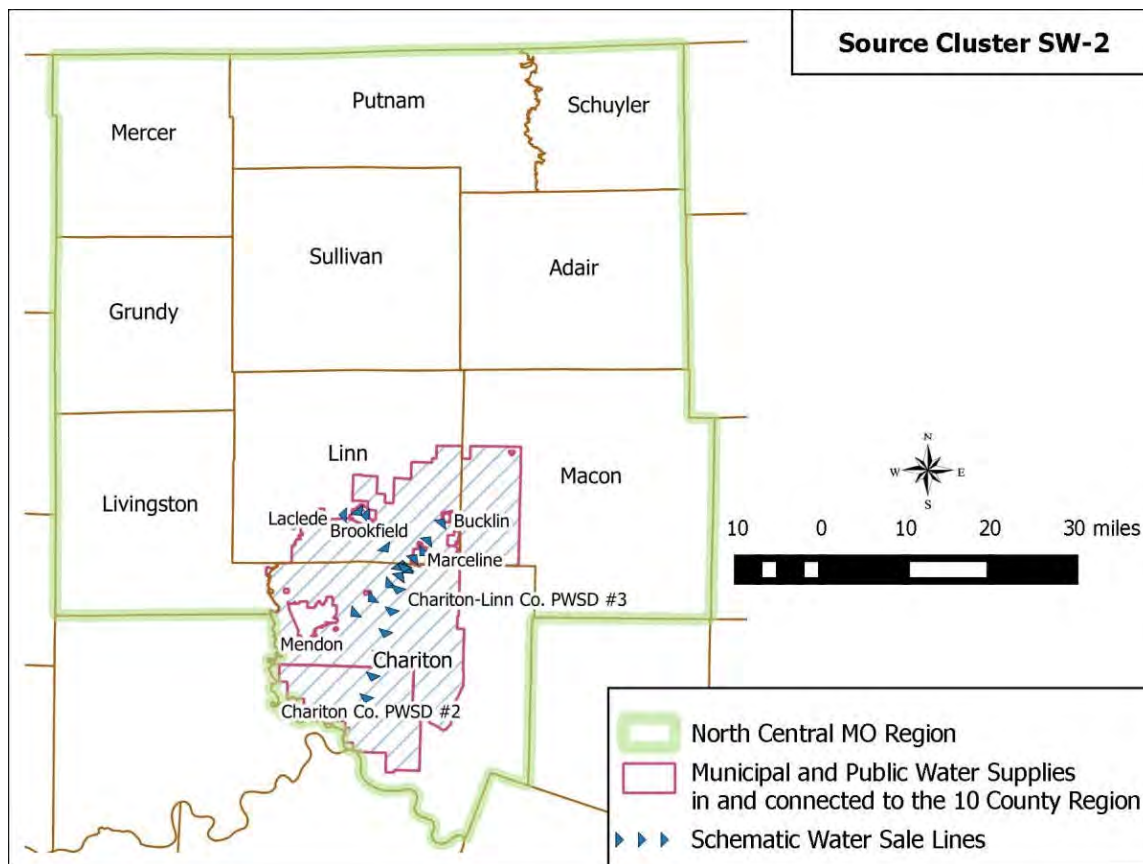 Source Cluster SW-2
Putnam
Schuyler
Mercer
Sullivan
Adair
Grundy
Linn
Macon
Livingston
Laclede
Bucklin
Brookfield
Marceline
Chariton-Linn Co. PWSD #3
Mendon
Chariton
Chariton Co. PWSD #2
N
W E
S
10 0 10 20 30 miles
North Central MO Region
Municipal and Public Water Supplies
in and connected to the 10 County Region
Schematic Water Sale Lines